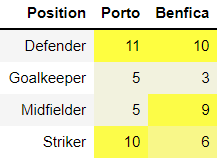 Position Porto Benfica
Defender 11 10
Goalkeeper 5 3
Midfielder 5 9
Striker 10 6